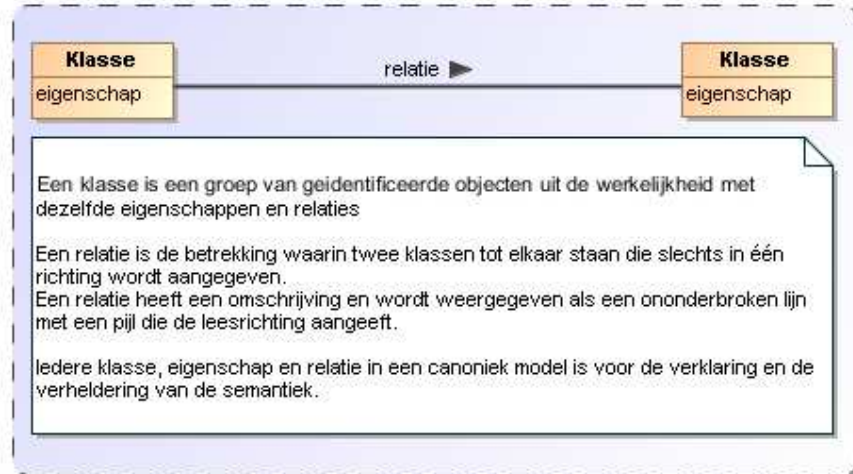 Klasse
eigenschap
relatie
Klasse
eigenschap
Een klasse is een groep van geidentificeerde objecten uit de werkelijkheid met
dezelfde eigenschappen en relaties
Een relatie is de betrekking waarin twee klassen tot elkaar staan die slechts in één
richting wordt aangegeven.
Een relatie heeft een omschrijving en wordt weergegeven als een ononderbroken lijn
met een pijl die de leesrichting aangeeft.
Iedere klasse, eigenschap en relatie in een canoniek model is voor de verklaring en de
verheldering van de semantiek.